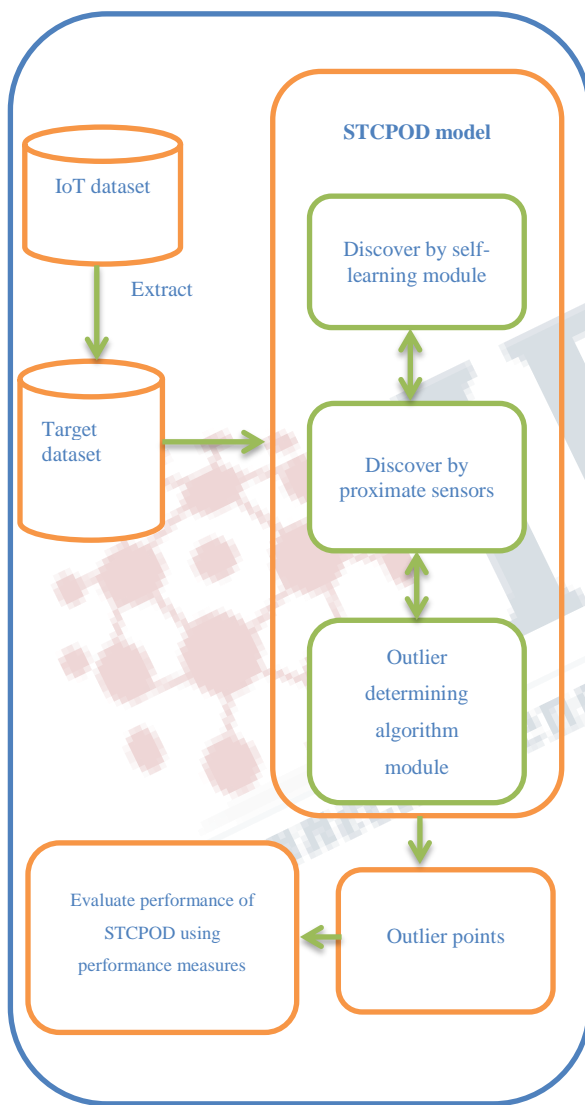 STCPOD model
IoT dataset
Discover by self-
learning module
Extract
Target
dataset
Discover by
proximate sensors
Outlier
determining
algorithm
module
Evaluate performance of
STCPOD using
performance measures
Outlier points